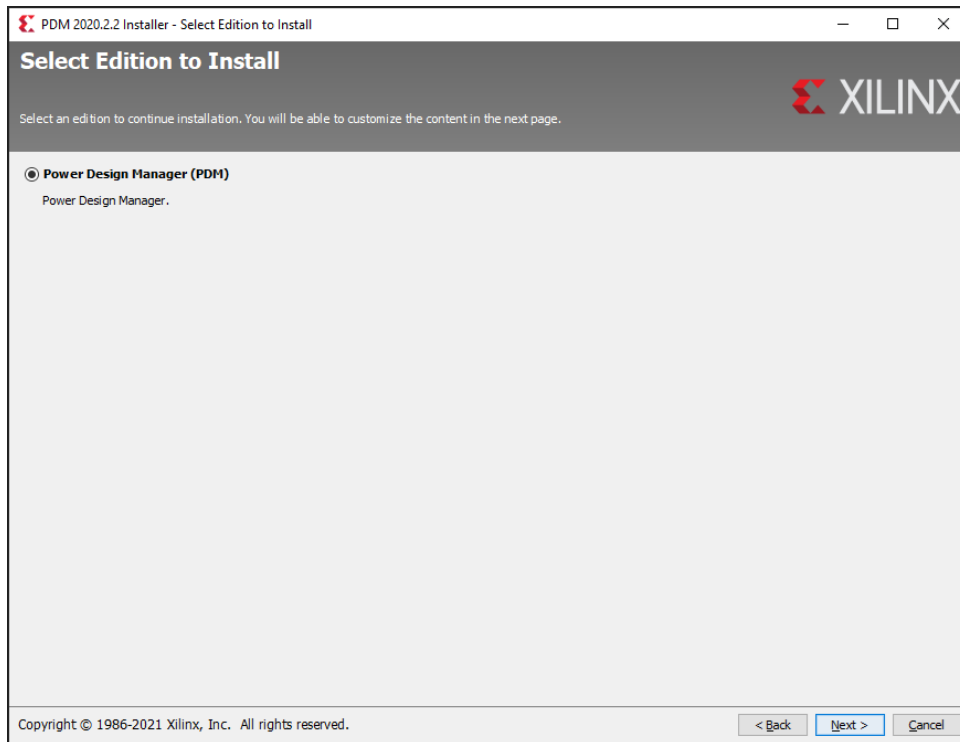 PDM 2020.2.2 Installer - Select Edition to Install
Select Edition to Install
XILINX
Select an edition to continue installation. You will be able to customize the content in the next page.
Power Design Manager (PDM)
Power Design Manager.
Copyright © 1986-2021 Xilinx, Inc. All rights reserved.
< Back Next > Cancel